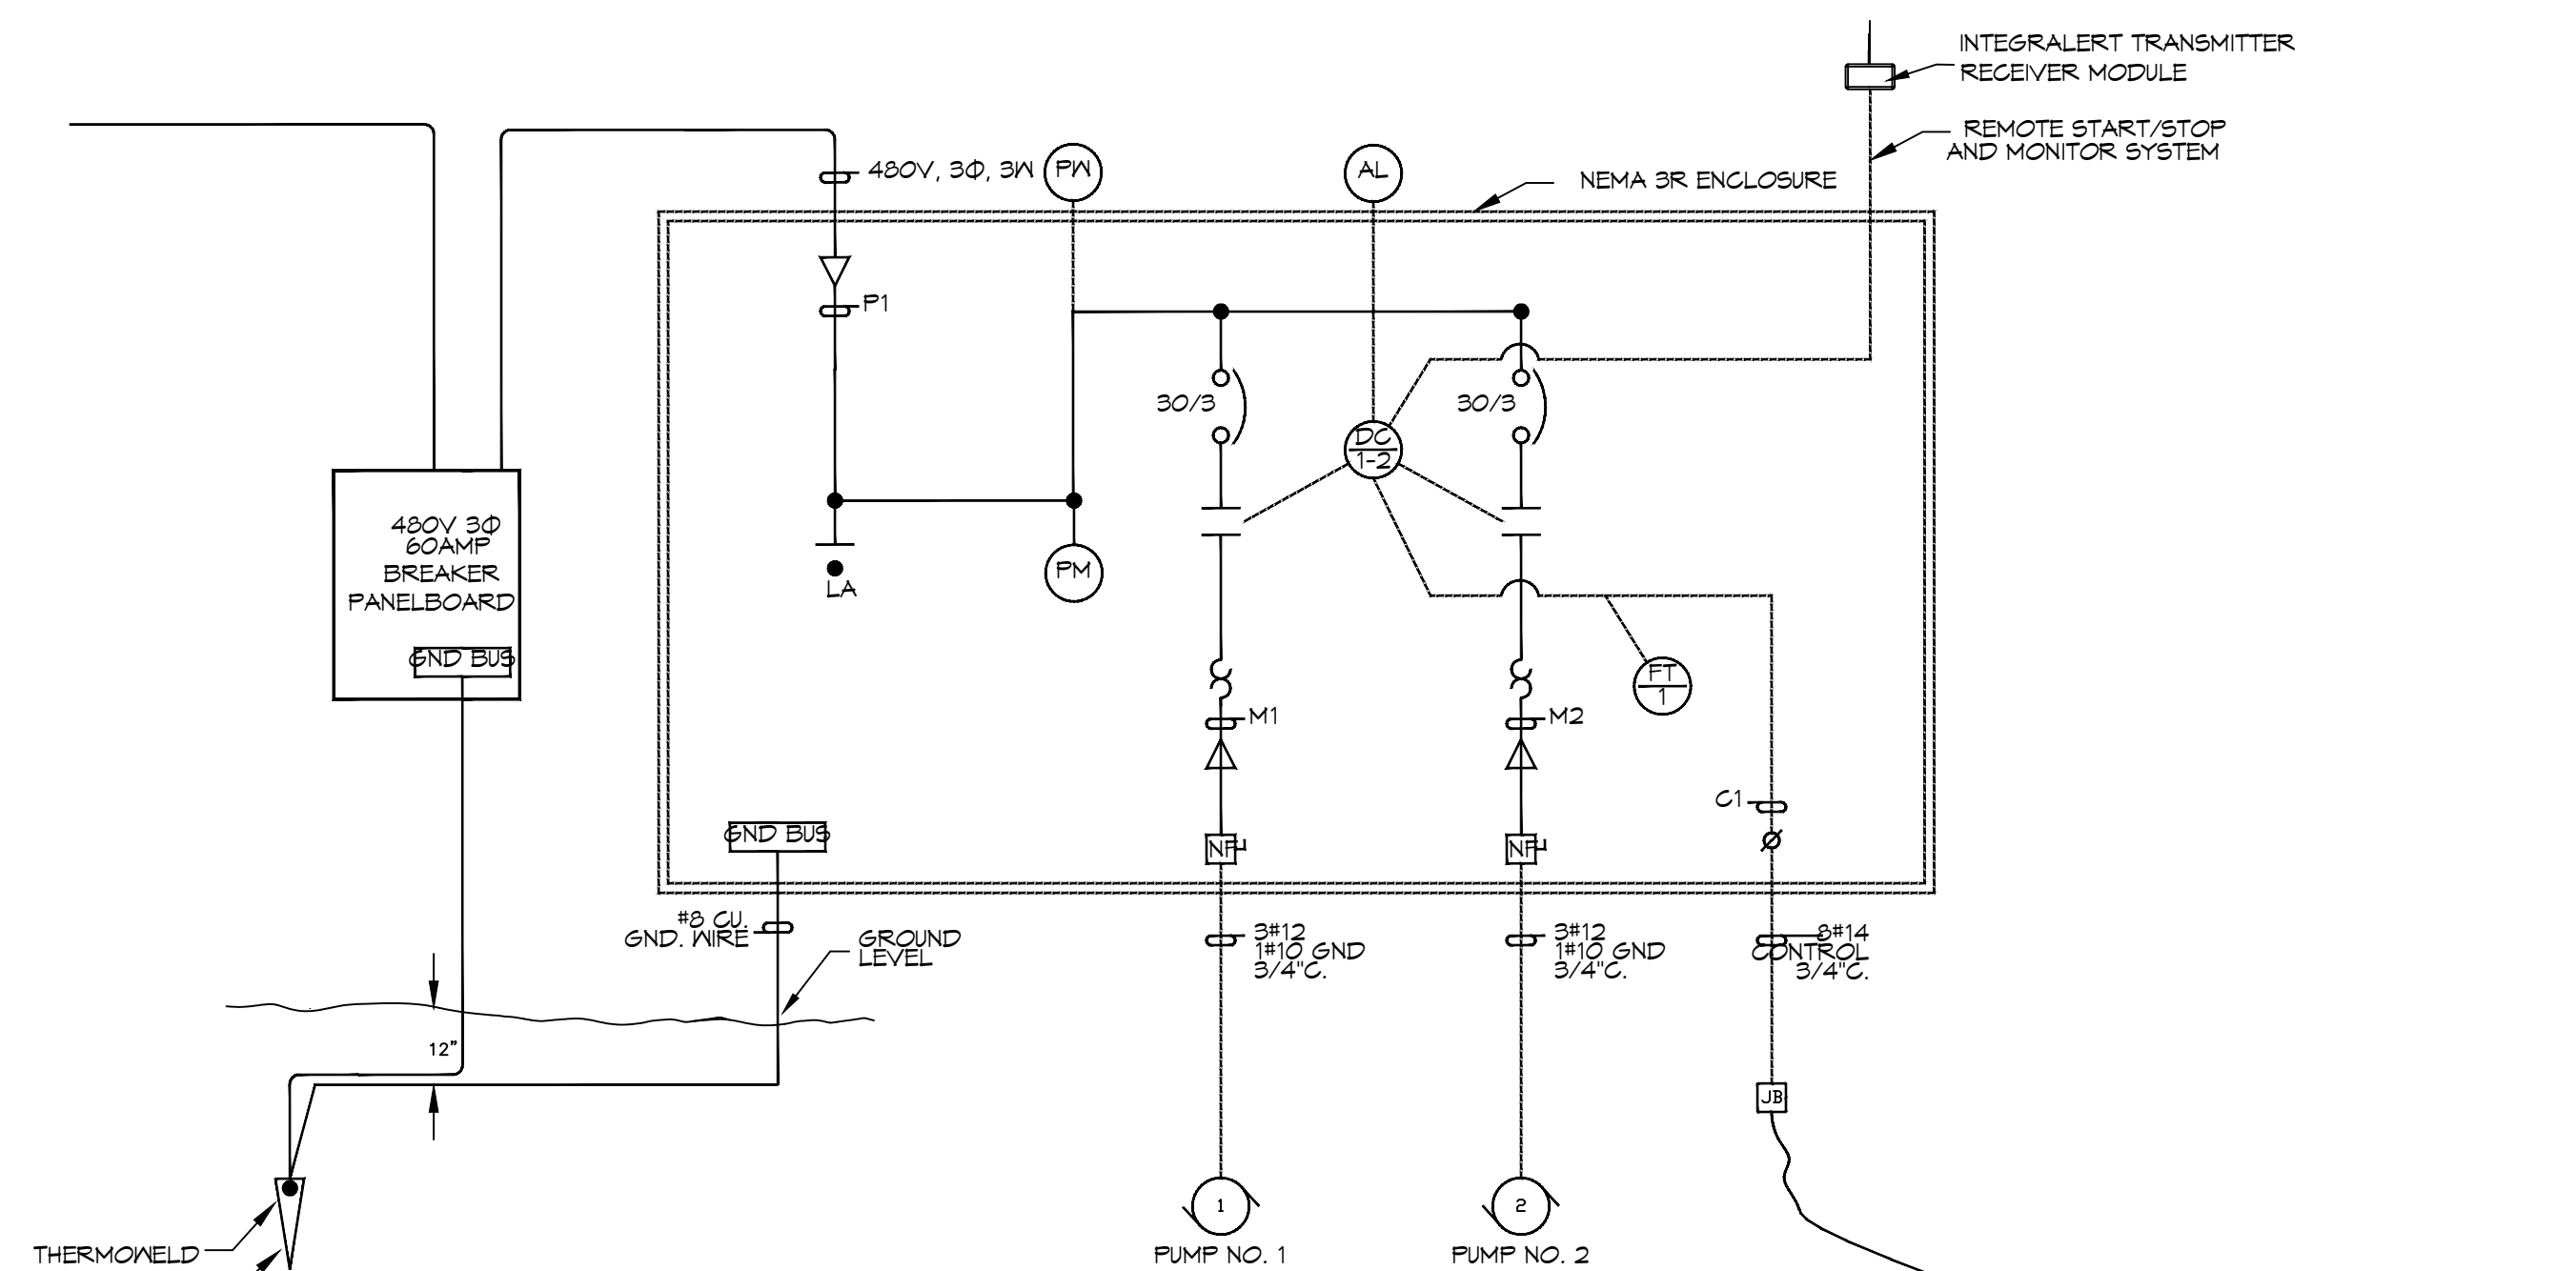 INTEGRALERT TRANSMITTER
RECEIVER MODULE
REMOTE START/STOP
AND MONITOR SYSTEM
480V, 3Φ, 3W
PW
AL
NEMA 3R ENCLOSURE
P1
30/3
30/3
DC
1-2
480V 3Φ
60AMP
BREAKER
PANELBOARD
LA
PM
GND BUS
FT
1
M1
M2
C1
GND BUS
NF
NF
#8 CU.
GND. WIRE
GROUND
LEVEL
3#12
1#10 GND
3/4"C.
3#12
1#10 GND
3/4"C.
8#14
CONTROL
3/4"C.
12"
JB
1
2
THERMOWELD
PUMP NO. 1
PUMP NO. 2